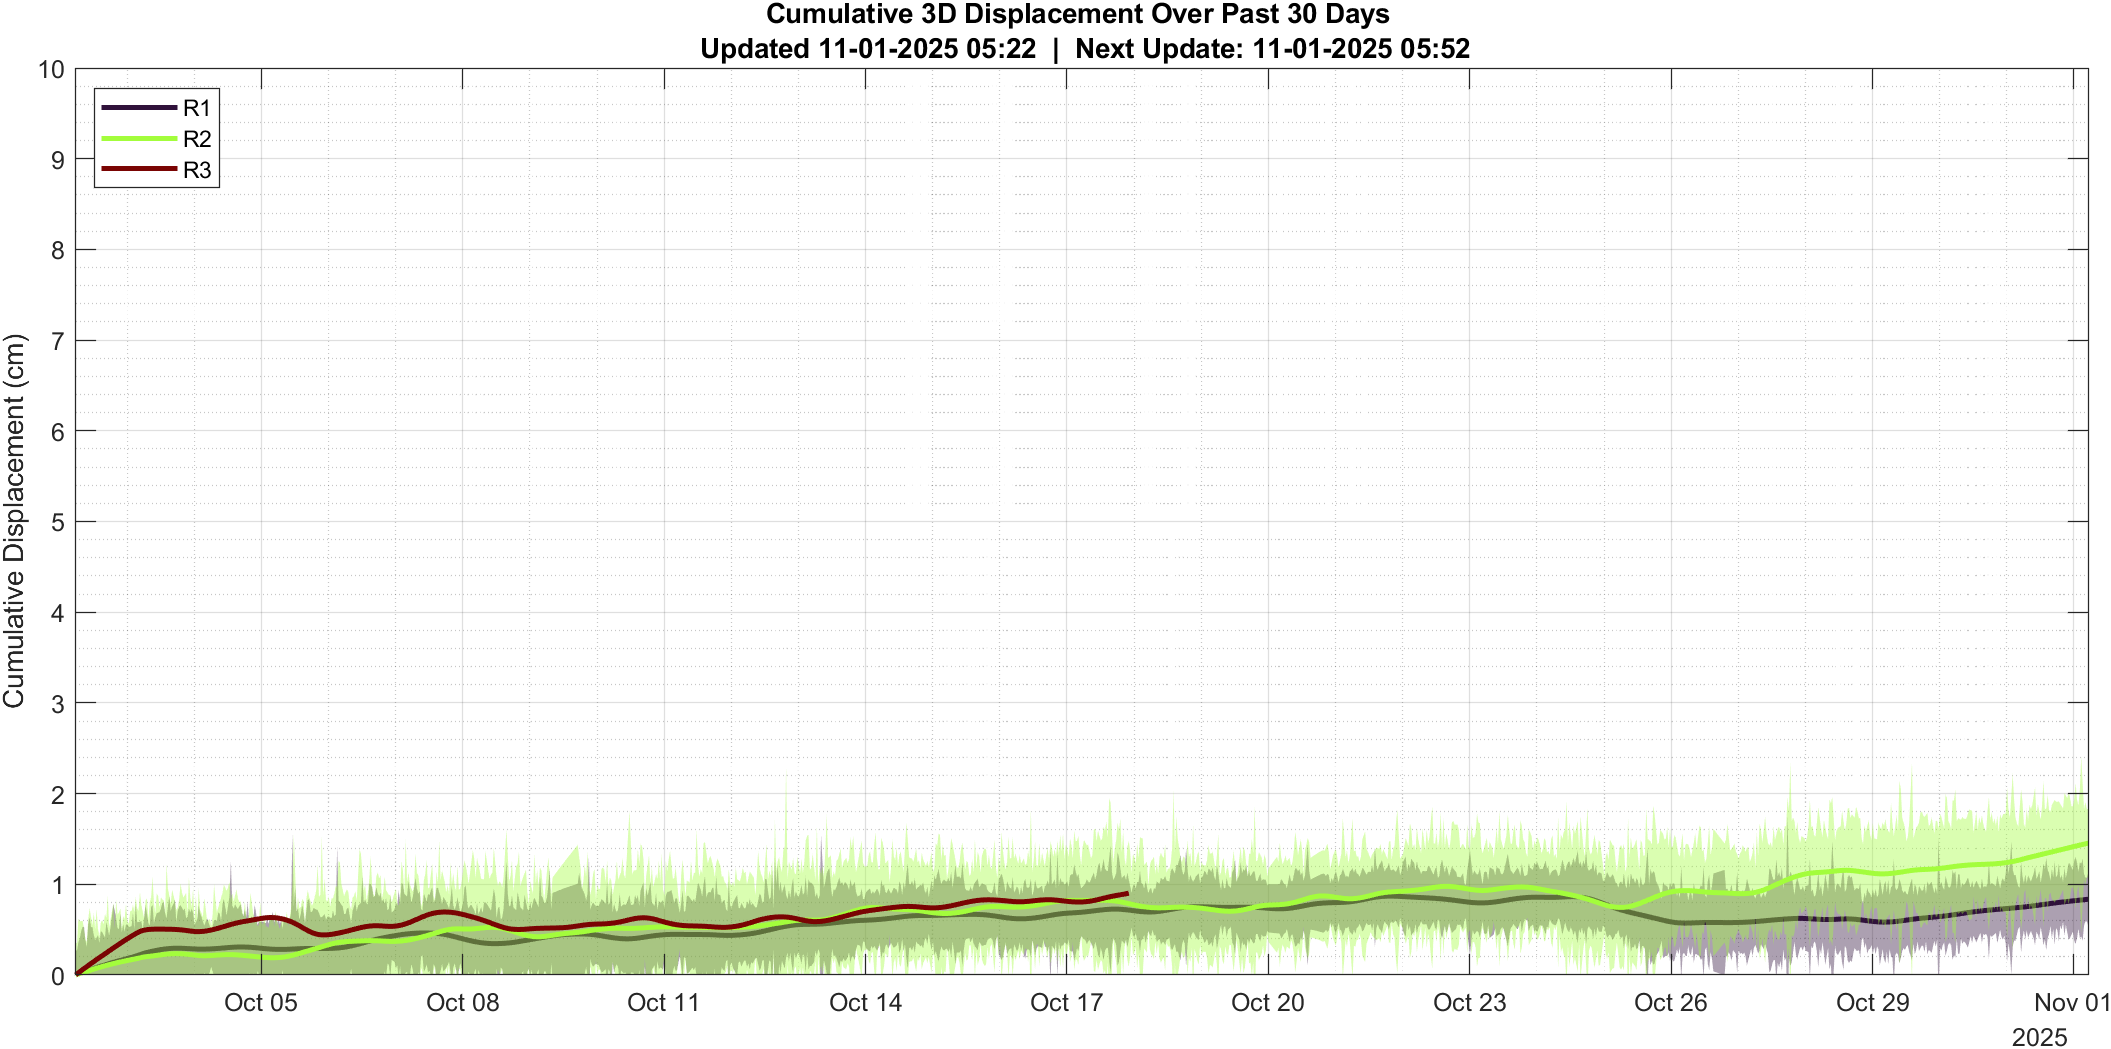 Cumulative 3D Displacement Over Past 30 Days
Updated 11-01-2025 05:22 | Next Update: 11-01-2025 05:52
R1
R2
R3
Cumulative Displacement (cm)
10
9
8
7
6
5
4
3
2
1
0
Oct 05 Oct 08 Oct 11 Oct 14 Oct 17 Oct 20 Oct 23 Oct 26 Oct 29 Nov 01
2025